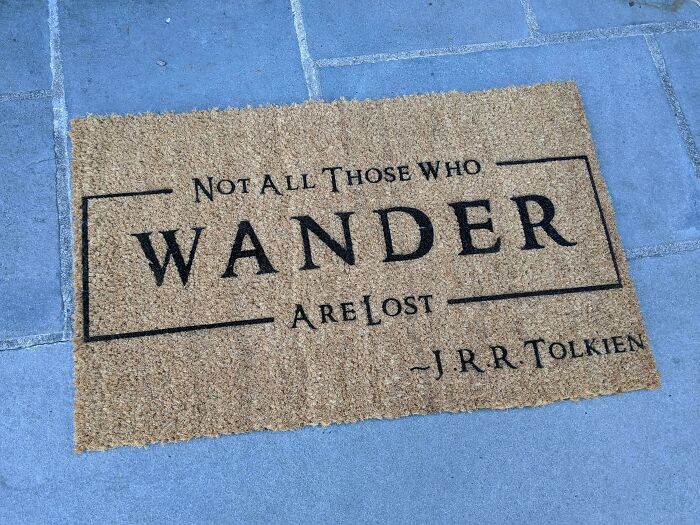 Not All Those Who
WANDER
Are Lost
~J.R.R.Tolkien